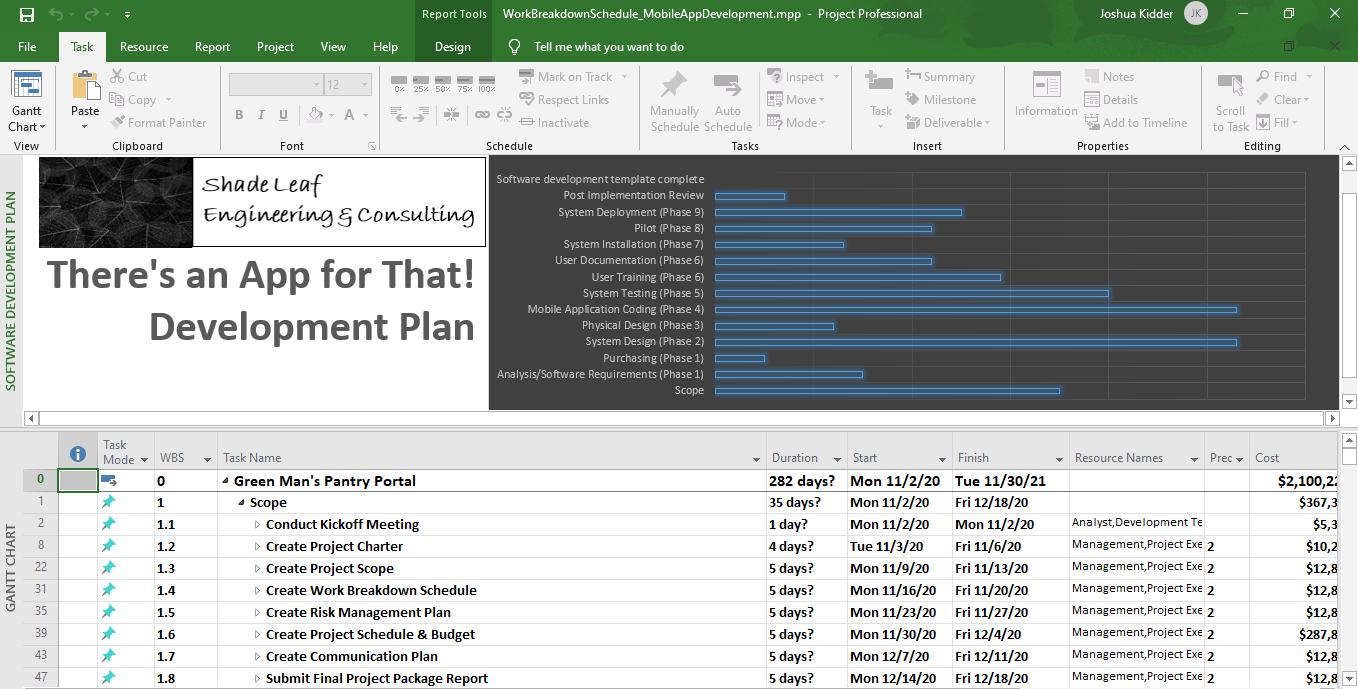 Report Tools WorkBreakdownSchedule_MobileAppDevelopment.mpp - Project Professional Joshua Kidder JK
File Task Resource Report Project View Help Design Tell me what you want to do
Gantt Chart
View
Paste
Cut
Copy
Format Painter
Clipboard
12
B I U A
Font
0% 25% 50% 75% 100%
Mark on Track
Respect Links
Inactivate
Schedule
Manually Schedule
Auto Schedule
Inspect
Move
Mode
Tasks
Task
Summary
Milestone
Deliverable
Insert
Information
Notes
Details
Add to Timeline
Properties
Scroll to Task
Find
Clear
Fill
Editing
SOFTWARE DEVELOPMENT PLAN
Shade Leaf
Engineering & Consulting
There's an App for That!
Development Plan
Software development template complete
Post Implementation Review
System Deployment (Phase 9)
Pilot (Phase 8)
System Installation (Phase 7)
User Documentation (Phase 6)
User Training (Phase 6)
System Testing (Phase 5)
Mobile Application Coding (Phase 4)
Physical Design (Phase 3)
System Design (Phase 2)
Purchasing (Phase 1)
Analysis/Software Requirements (Phase 1)
Scope
GANTT CHART
Task Mode WBS Task Name Duration Start Finish Resource Names Prec Cost
0 0 Green Man's Pantry Portal 282 days? Mon 11/2/20 Tue 11/30/21 $2,100,22
1 1 Scope 35 days? Mon 11/2/20 Fri 12/18/20 $367,3
2 1.1 Conduct Kickoff Meeting 1 day? Mon 11/2/20 Mon 11/2/20 Analyst,Development Te $5,3
8 1.2 Create Project Charter 4 days? Tue 11/3/20 Fri 11/6/20 Management,Project Exe 2 $10,2
22 1.3 Create Project Scope 5 days? Mon 11/9/20 Fri 11/13/20 Management,Project Exe 2 $12,8
31 1.4 Create Work Breakdown Schedule 5 days? Mon 11/16/20 Fri 11/20/20 Management,Project Exe 2 $12,8
35 1.5 Create Risk Management Plan 5 days? Mon 11/23/20 Fri 11/27/20 Management,Project Exe 2 $12,8
39 1.6 Create Project Schedule & Budget 5 days? Mon 11/30/20 Fri 12/4/20 Management,Project Exe 2 $287,8
43 1.7 Create Communication Plan 5 days? Mon 12/7/20 Fri 12/11/20 Management,Project Exe 2 $12,8
47 1.8 Submit Final Project Package Report 5 days? Mon 12/14/20 Fri 12/18/20 Management,Project Exe 2 $12,8